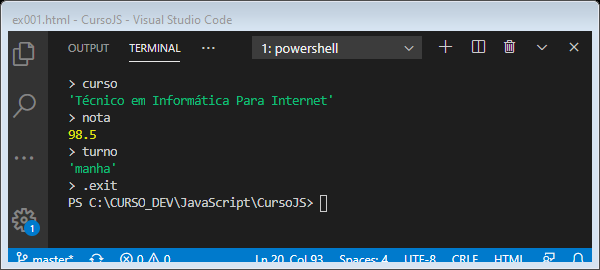 ex001.html - CursoJS - Visual Studio Code
OUTPUT TERMINAL ··· 1: powershell
> curso
'Técnico em Informática Para Internet'
> nota
98.5
> turno
'manha'
> .exit
PS C:\CURSO_DEV\JavaScript\CursoJS>
1
master* 0 0 Ln 20, Col 93 Spaces: 4 UTF-8 CRLF HTML